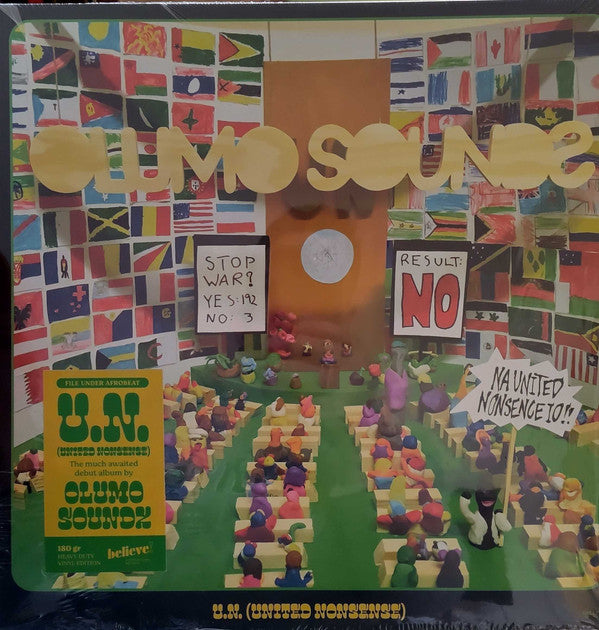 OLUMO SOUNDZ
STOP
WAR?
YES: 192
NO: 3
RESULT:
NO
NA UNITED
NONSENCE IO!!
FILE UNDER AFROBEAT
U.N.
(UNITED NONSENSE)
The much awaited
debut album by
OLUMO
SOUNDZ
180 gr
HEAVY-DUTY
VINYL EDITION
believe
U.N. (UNITED NONSENSE)